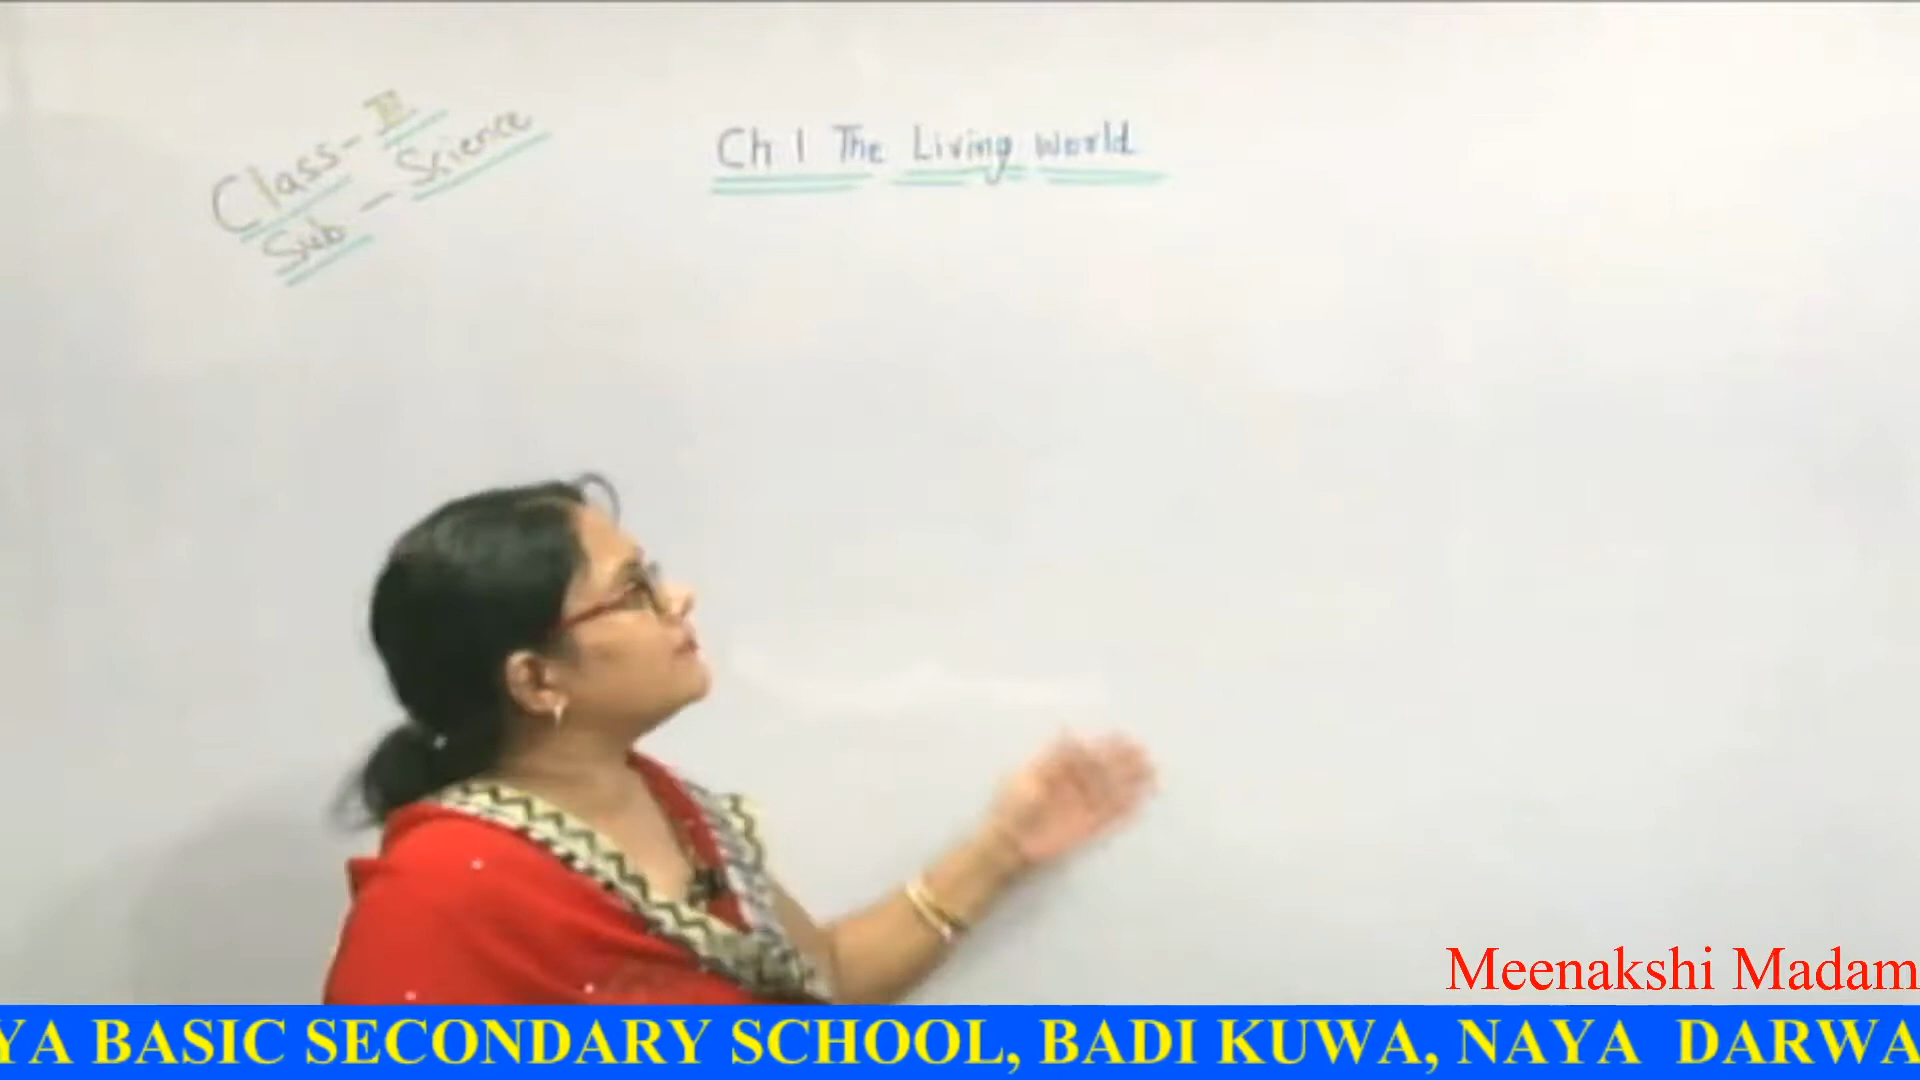 Class - III
Sub - Science
Ch 1 The Living World
Meenakshi Madam
YA BASIC SECONDARY SCHOOL, BADI KUWA, NAYA DARWA